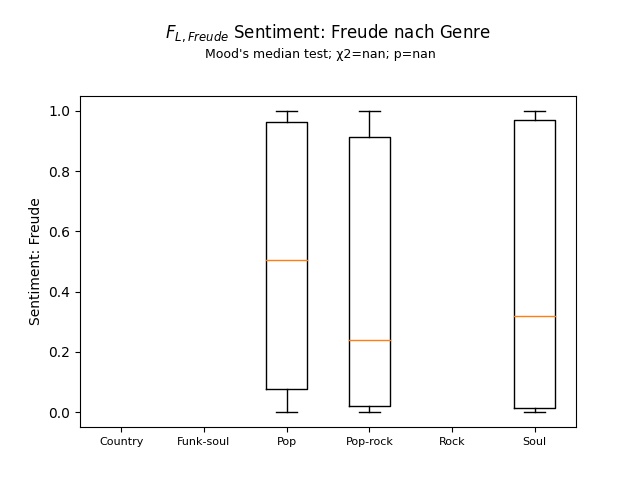 F_L,Freude Sentiment: Freude nach Genre
Mood's median test; χ2=nan; p=nan
1.0
0.8
0.6
0.4
0.2
0.0
Sentiment: Freude
Country Funk-soul Pop Pop-rock Rock Soul